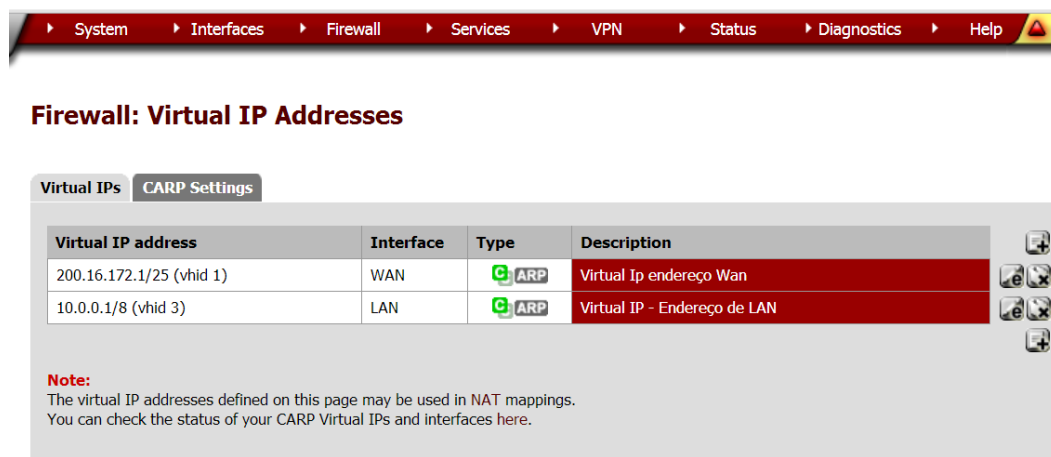 System Interfaces Firewall Services VPN Status Diagnostics Help
Firewall: Virtual IP Addresses
Virtual IPs CARP Settings
Virtual IP address Interface Type Description
200.16.172.1/25 (vhid 1) WAN C ARP Virtual Ip endereço Wan
10.0.0.1/8 (vhid 3) LAN C ARP Virtual IP - Endereço de LAN
Note:
The virtual IP addresses defined on this page may be used in NAT mappings.
You can check the status of your CARP Virtual IPs and interfaces here.